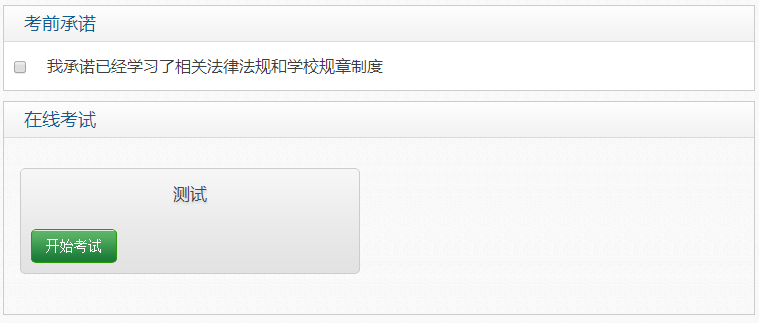 考前承诺
我承诺已经学习了相关法律法规和学校规章制度
在线考试
测试
开始考试